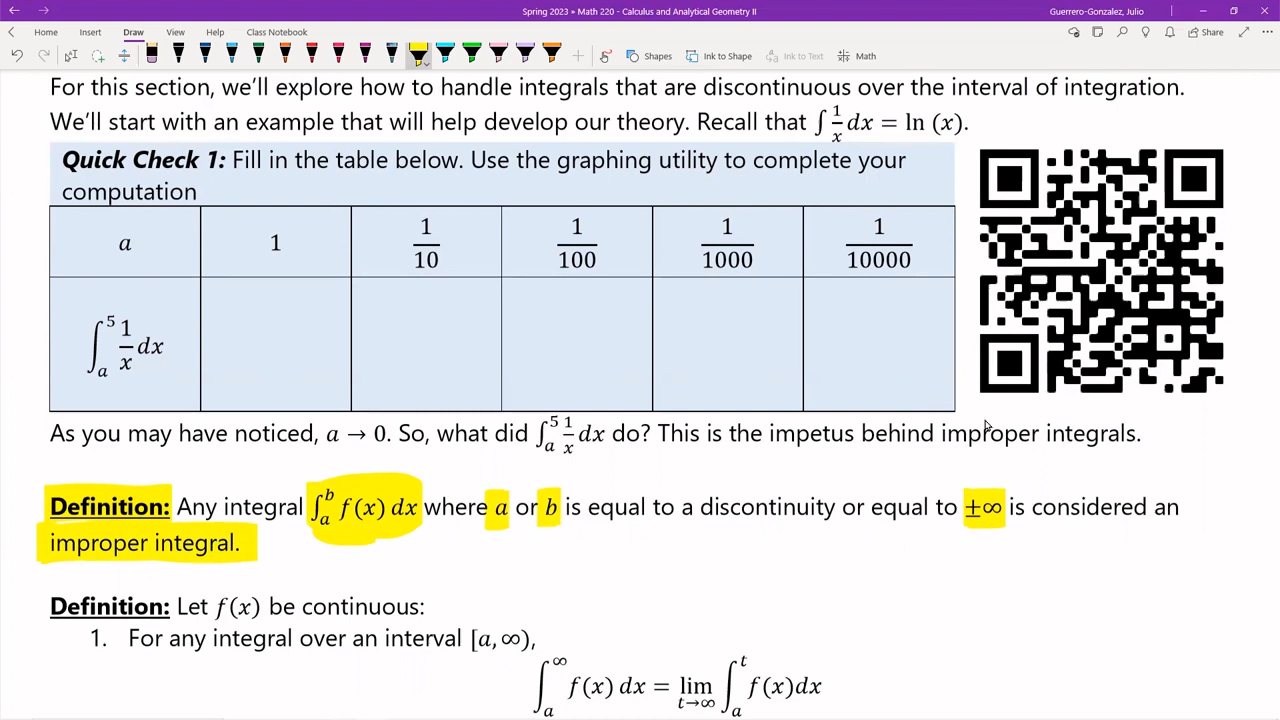 Spring 2023 » Math 220 - Calculus and Analytical Geometry II
Guerrero-Gonzalez, Julio
Home Insert Draw View Help Class Notebook
Share
Shapes Ink to Shape Ink to Text Math
For this section, we'll explore how to handle integrals that are discontinuous over the interval of integration.
We'll start with an example that will help develop our theory. Recall that ∫ 1/x dx = ln (x).
Quick Check 1: Fill in the table below. Use the graphing utility to complete your
computation
a 1 1/10 1/100 1/1000 1/10000
∫_a^5 1/x dx
As you may have noticed, a → 0. So, what did ∫_a^5 1/x dx do? This is the impetus behind improper integrals.
Definition: Any integral ∫_a^b f(x) dx where a or b is equal to a discontinuity or equal to ±∞ is considered an
improper integral.
Definition: Let f(x) be continuous:
1. For any integral over an interval [a, ∞),
∫_a^∞ f(x) dx = lim_{t→∞} ∫_a^t f(x)dx